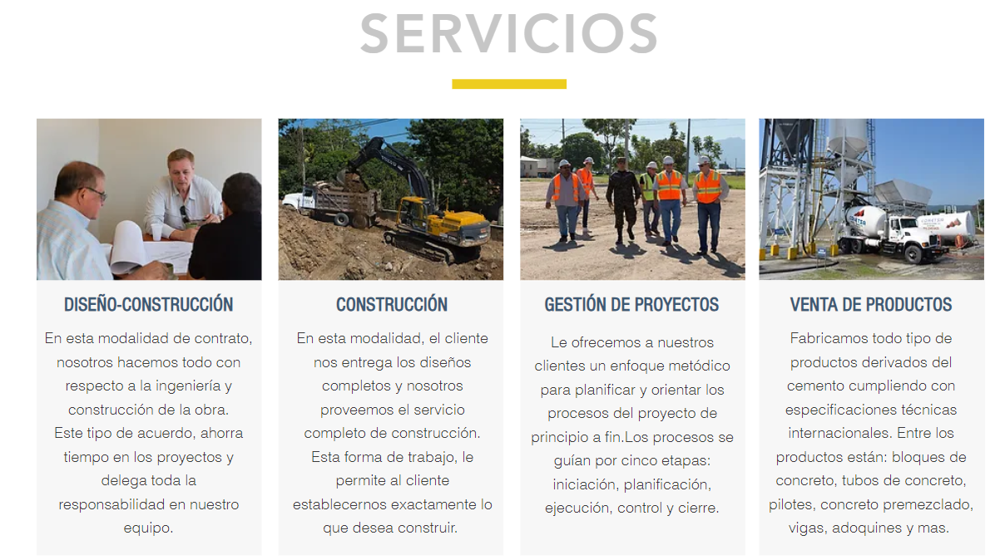 SERVICIOS
DISEÑO-CONSTRUCCIÓN
En esta modalidad de contrato,
nosotros hacemos todo con
respecto a la ingeniería y
construcción de la obra.
Este tipo de acuerdo, ahorra
tiempo en los proyectos y
delega toda la
responsabilidad en nuestro
equipo.
CONSTRUCCIÓN
En esta modalidad, el cliente
nos entrega los diseños
completos y nosotros
proveemos el servicio
completo de construcción.
Esta forma de trabajo, le
permite al cliente
establecernos exactamente lo
que desea construir.
GESTIÓN DE PROYECTOS
Le ofrecemos a nuestros
clientes un enfoque metódico
para planificar y orientar los
procesos del proyecto de
principio a fin.Los procesos se
guían por cinco etapas:
iniciación, planificación,
ejecución, control y cierre.
VENTA DE PRODUCTOS
Fabricamos todo tipo de
productos derivados del
cemento cumpliendo con
especificaciones técnicas
internacionales. Entre los
productos están: bloques de
concreto, tubos de concreto,
pilotes, concreto premezclado,
vigas, adoquines y mas.